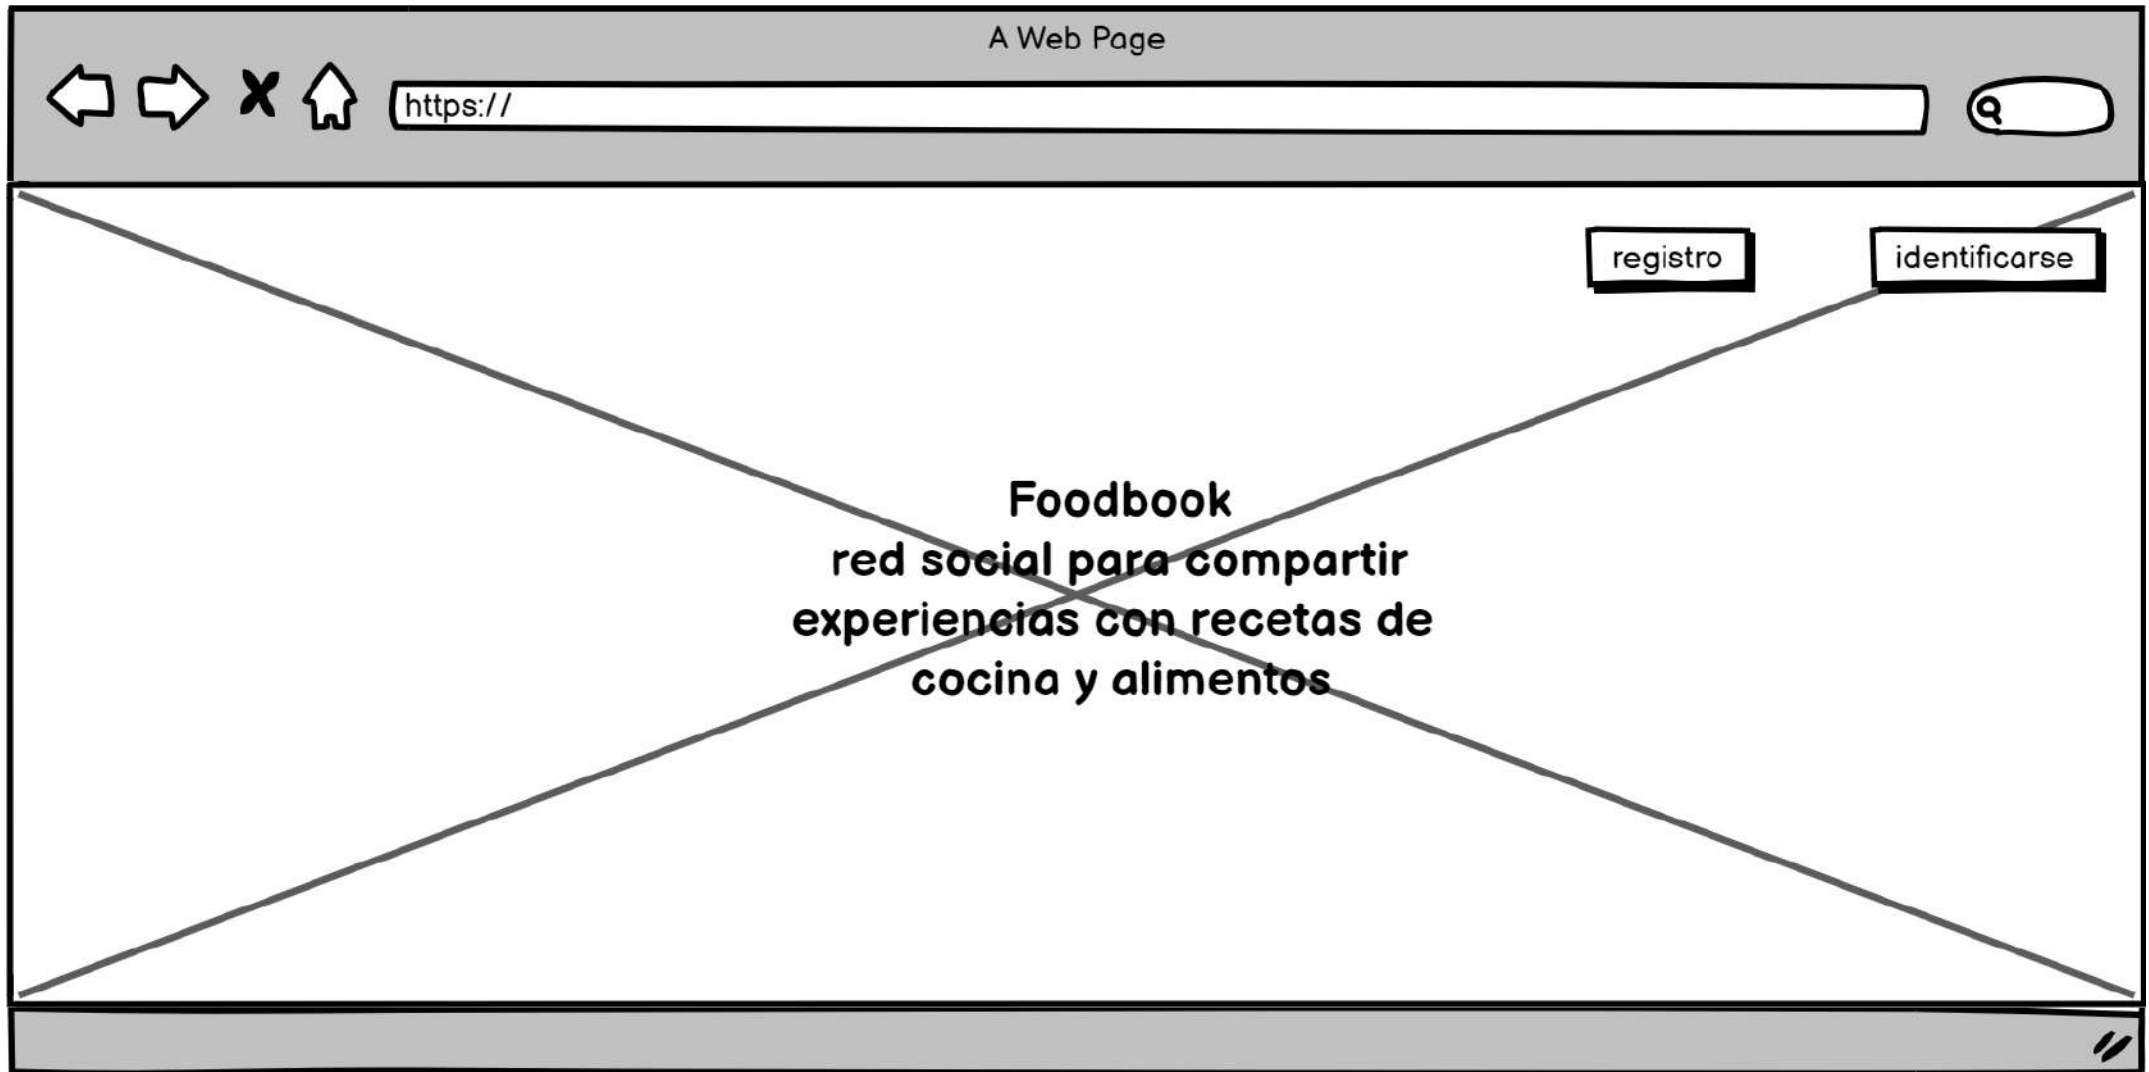 A Web Page
https://
registro
identificarse
Foodbook
red social para compartir
experiencias con recetas de
cocina y alimentos